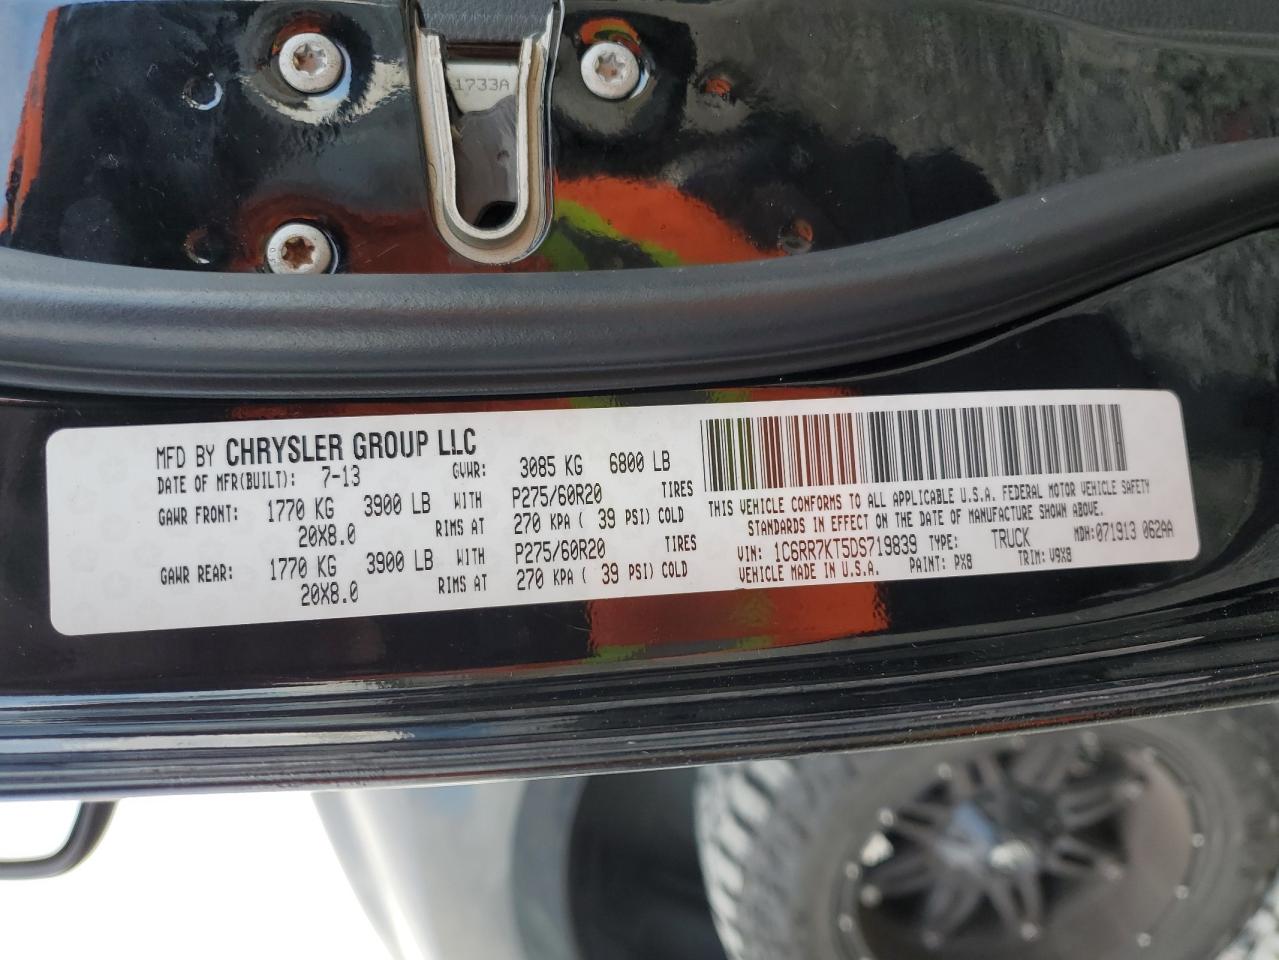 1733A
MFD BY CHRYSLER GROUP LLC
DATE OF MFR(BUILT): 7-13 GVWR: 3085 KG 6800 LB
GAWR FRONT: 1770 KG 3900 LB WITH P275/60R20 TIRES
20X8.0 RIMS AT 270 KPA ( 39 PSI) COLD
GAWR REAR: 1770 KG 3900 LB WITH P275/60R20 TIRES
20X8.0 RIMS AT 270 KPA ( 39 PSI) COLD
THIS VEHICLE CONFORMS TO ALL APPLICABLE U.S.A. FEDERAL MOTOR VEHICLE SAFETY
STANDARDS IN EFFECT ON THE DATE OF MANUFACTURE SHOWN ABOVE.
VIN: 1C6RR7KT5DS719839 TYPE: TRUCK MDH:071913 062AA
VEHICLE MADE IN U.S.A. PAINT: PX8 TRIM: V9X8